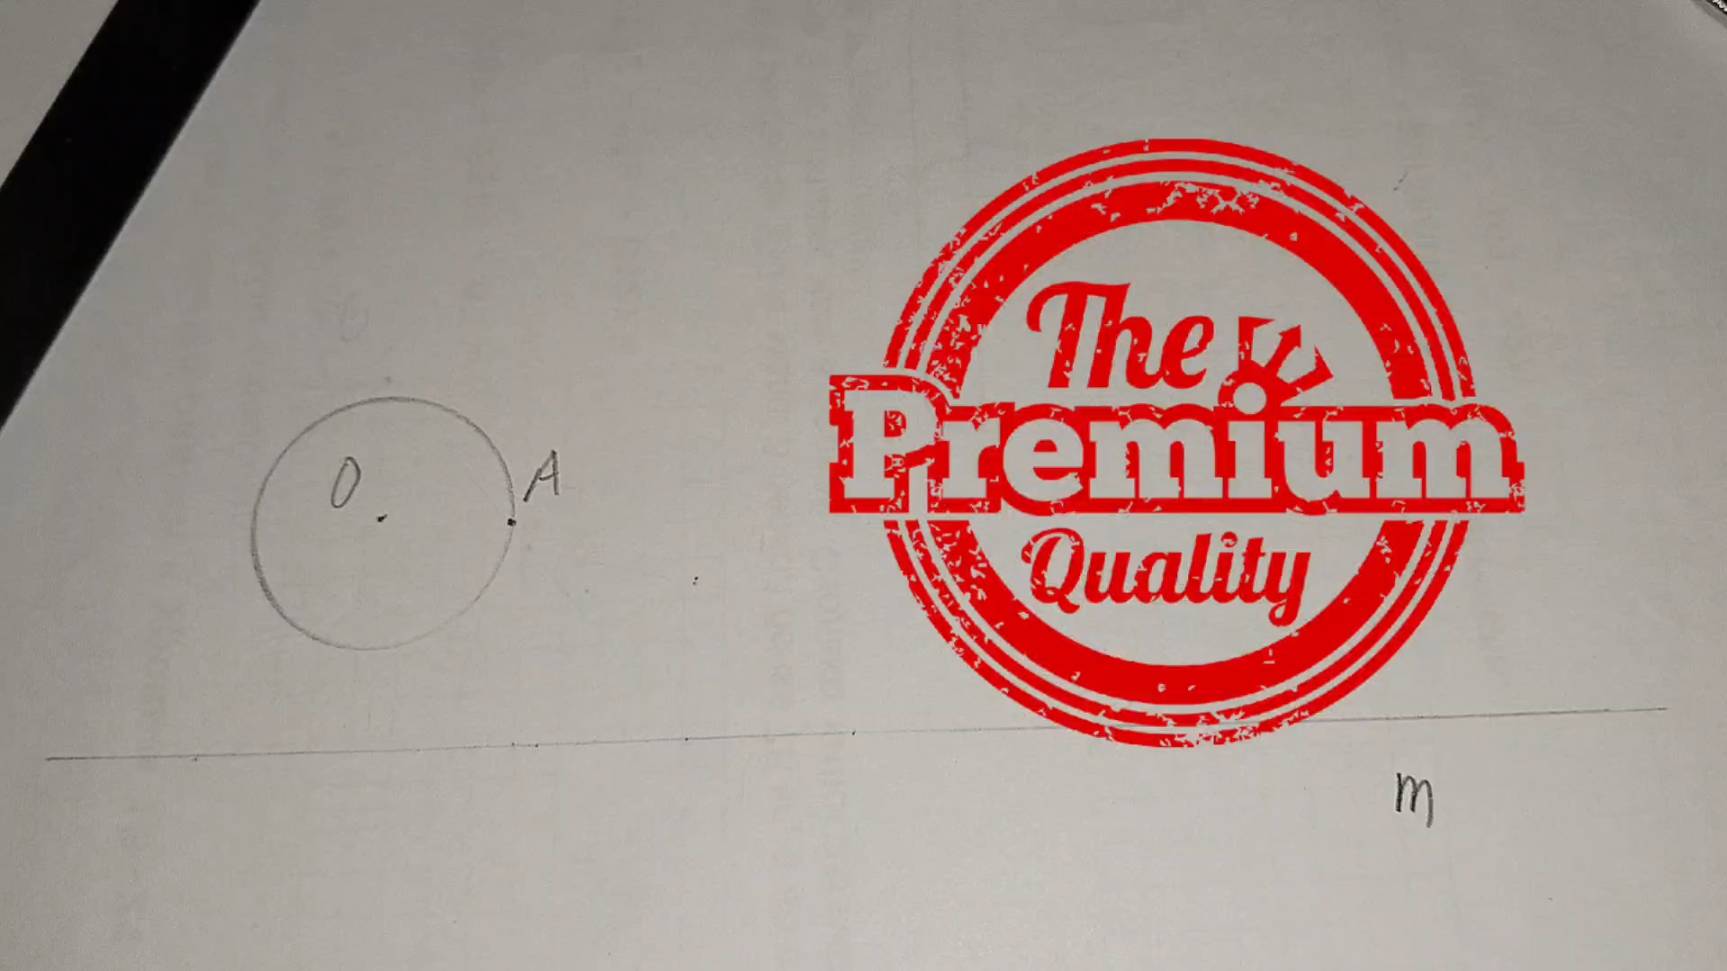 O
A
The
Premium
Quality
m